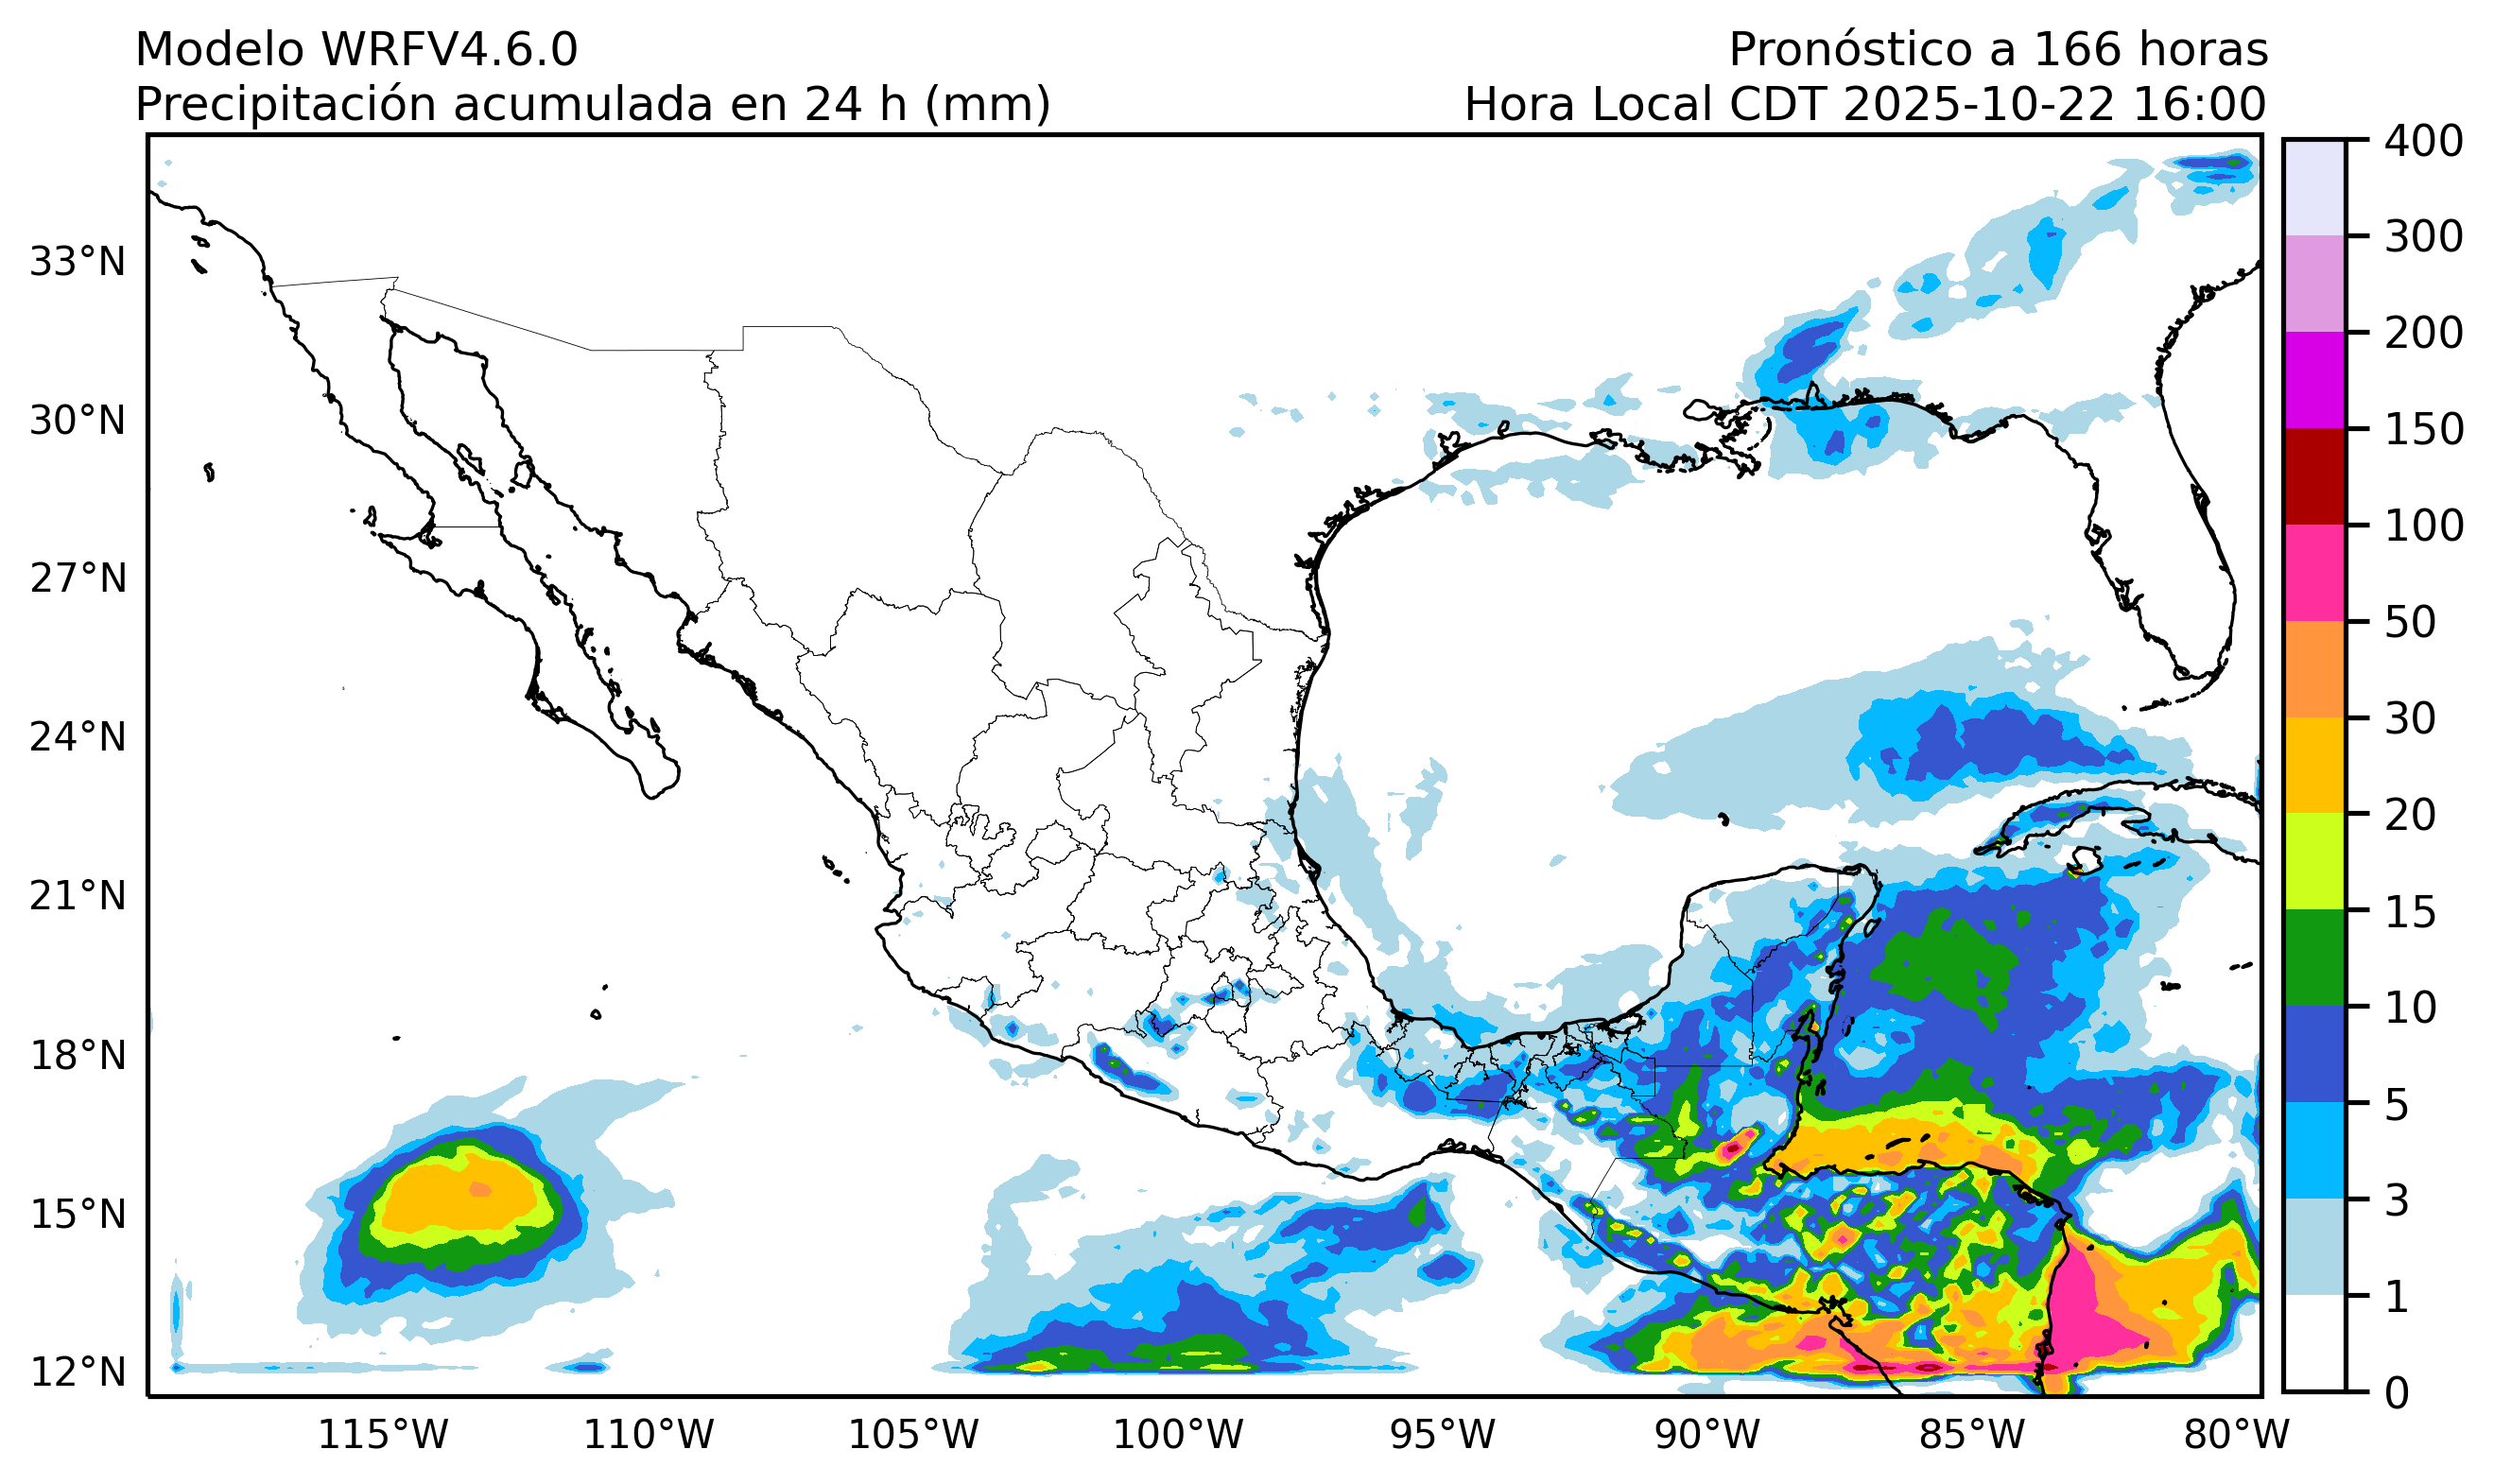 Modelo WRFV4.6.0
Pronóstico a 166 horas
Precipitación acumulada en 24 h (mm)
Hora Local CDT 2025-10-22 16:00
33°N
30°N
27°N
24°N
21°N
18°N
15°N
12°N
115°W
110°W
105°W
100°W
95°W
90°W
85°W
80°W
400
300
200
150
100
50
30
20
15
10
5
3
1
0